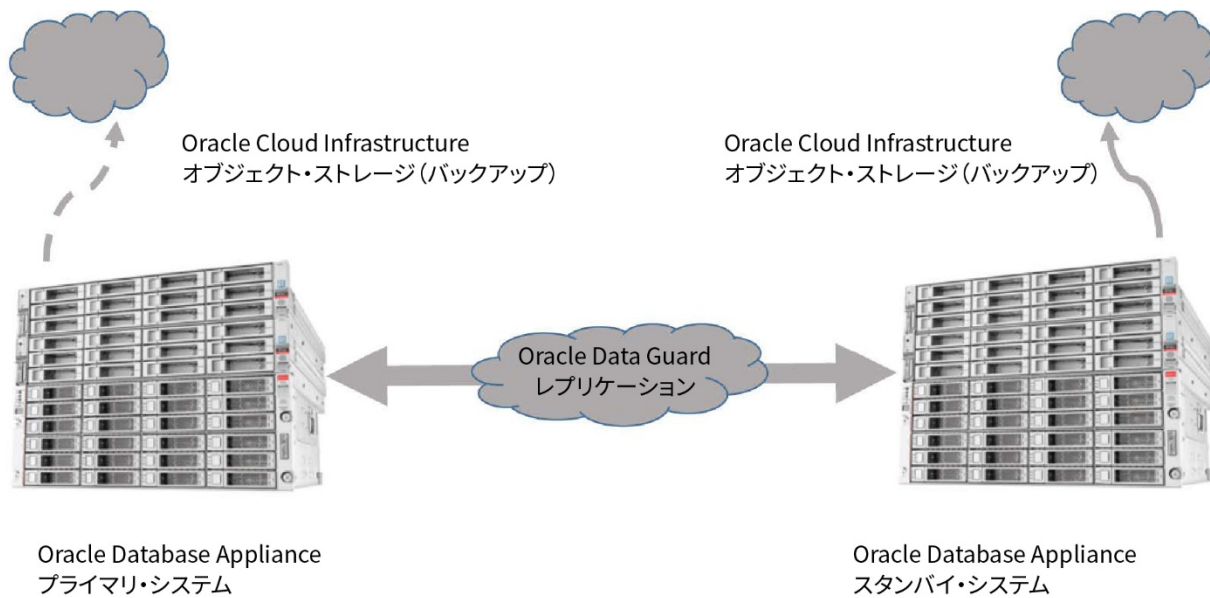 Oracle Cloud Infrastructure
オブジェクト・ストレージ（バックアップ）
Oracle Cloud Infrastructure
オブジェクト・ストレージ（バックアップ）
Oracle Data Guard
レプリケーション
Oracle Database Appliance
プライマリ・システム
Oracle Database Appliance
スタンバイ・システム